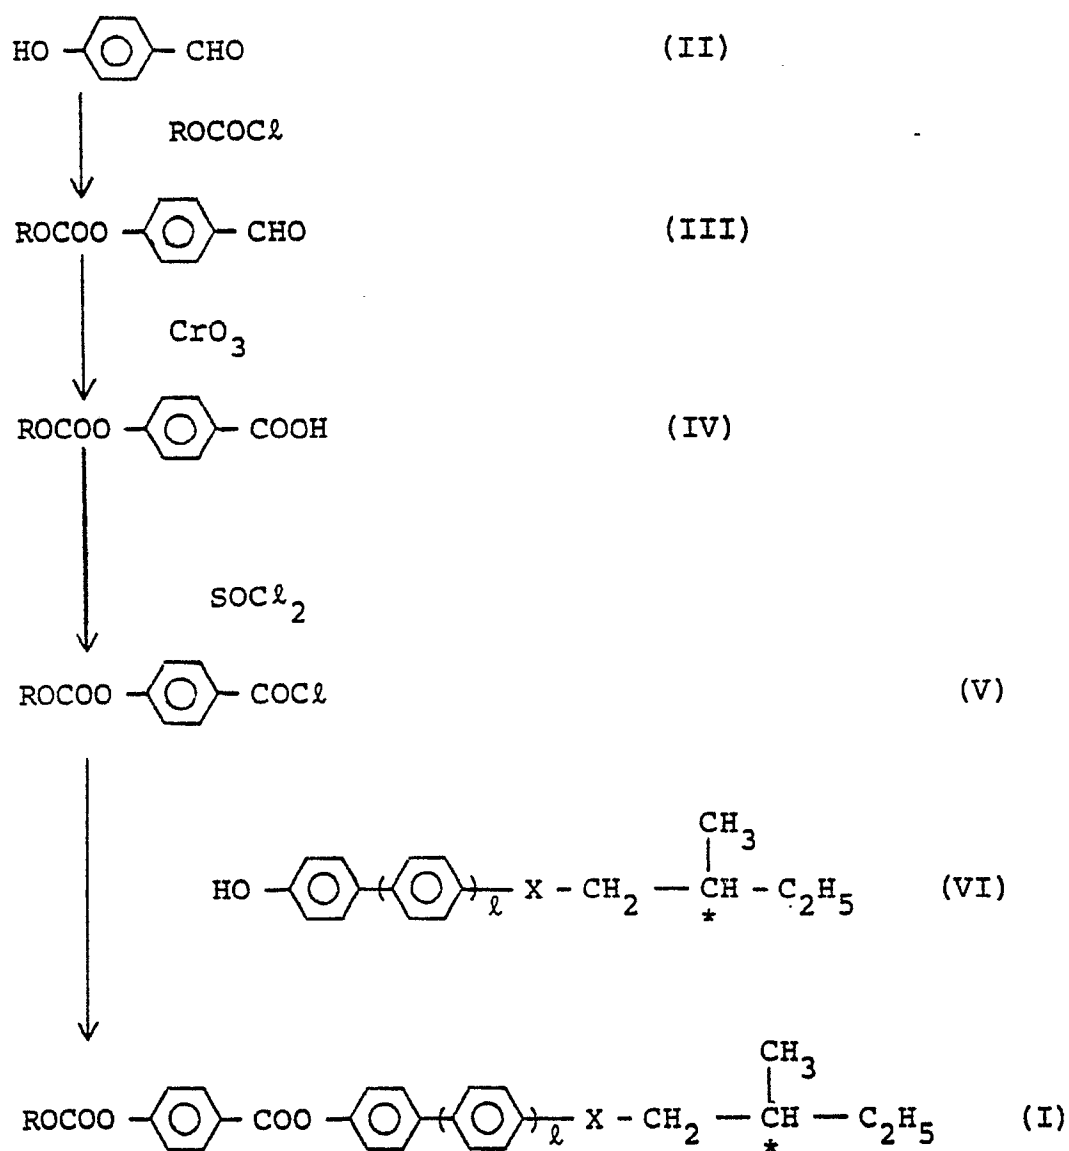 HO CHO (II)
ROCOCℓ
ROCOO CHO (III)
CrO3
ROCOO COOH (IV)
SOCℓ2
ROCOO COCℓ (V)
CH3
HO ( )ℓ X - CH2 — CH - C2H5 (VI)
*
CH3
ROCOO COO ( )ℓ X - CH2 — CH — C2H5 (I)
*